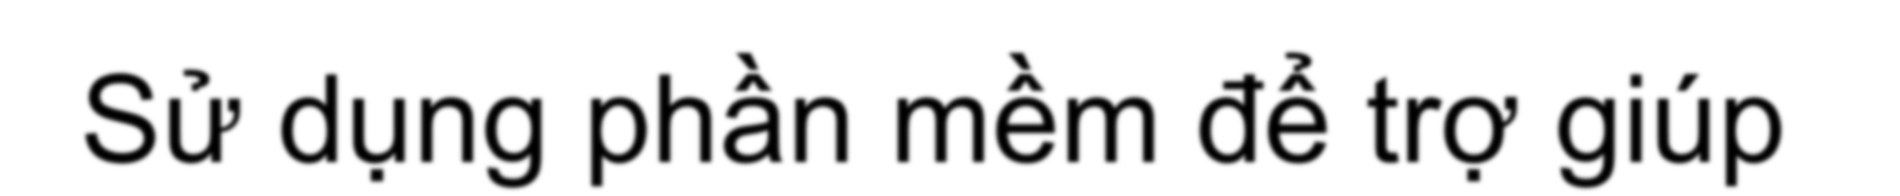 Sử dụng phần mềm để trợ giúp